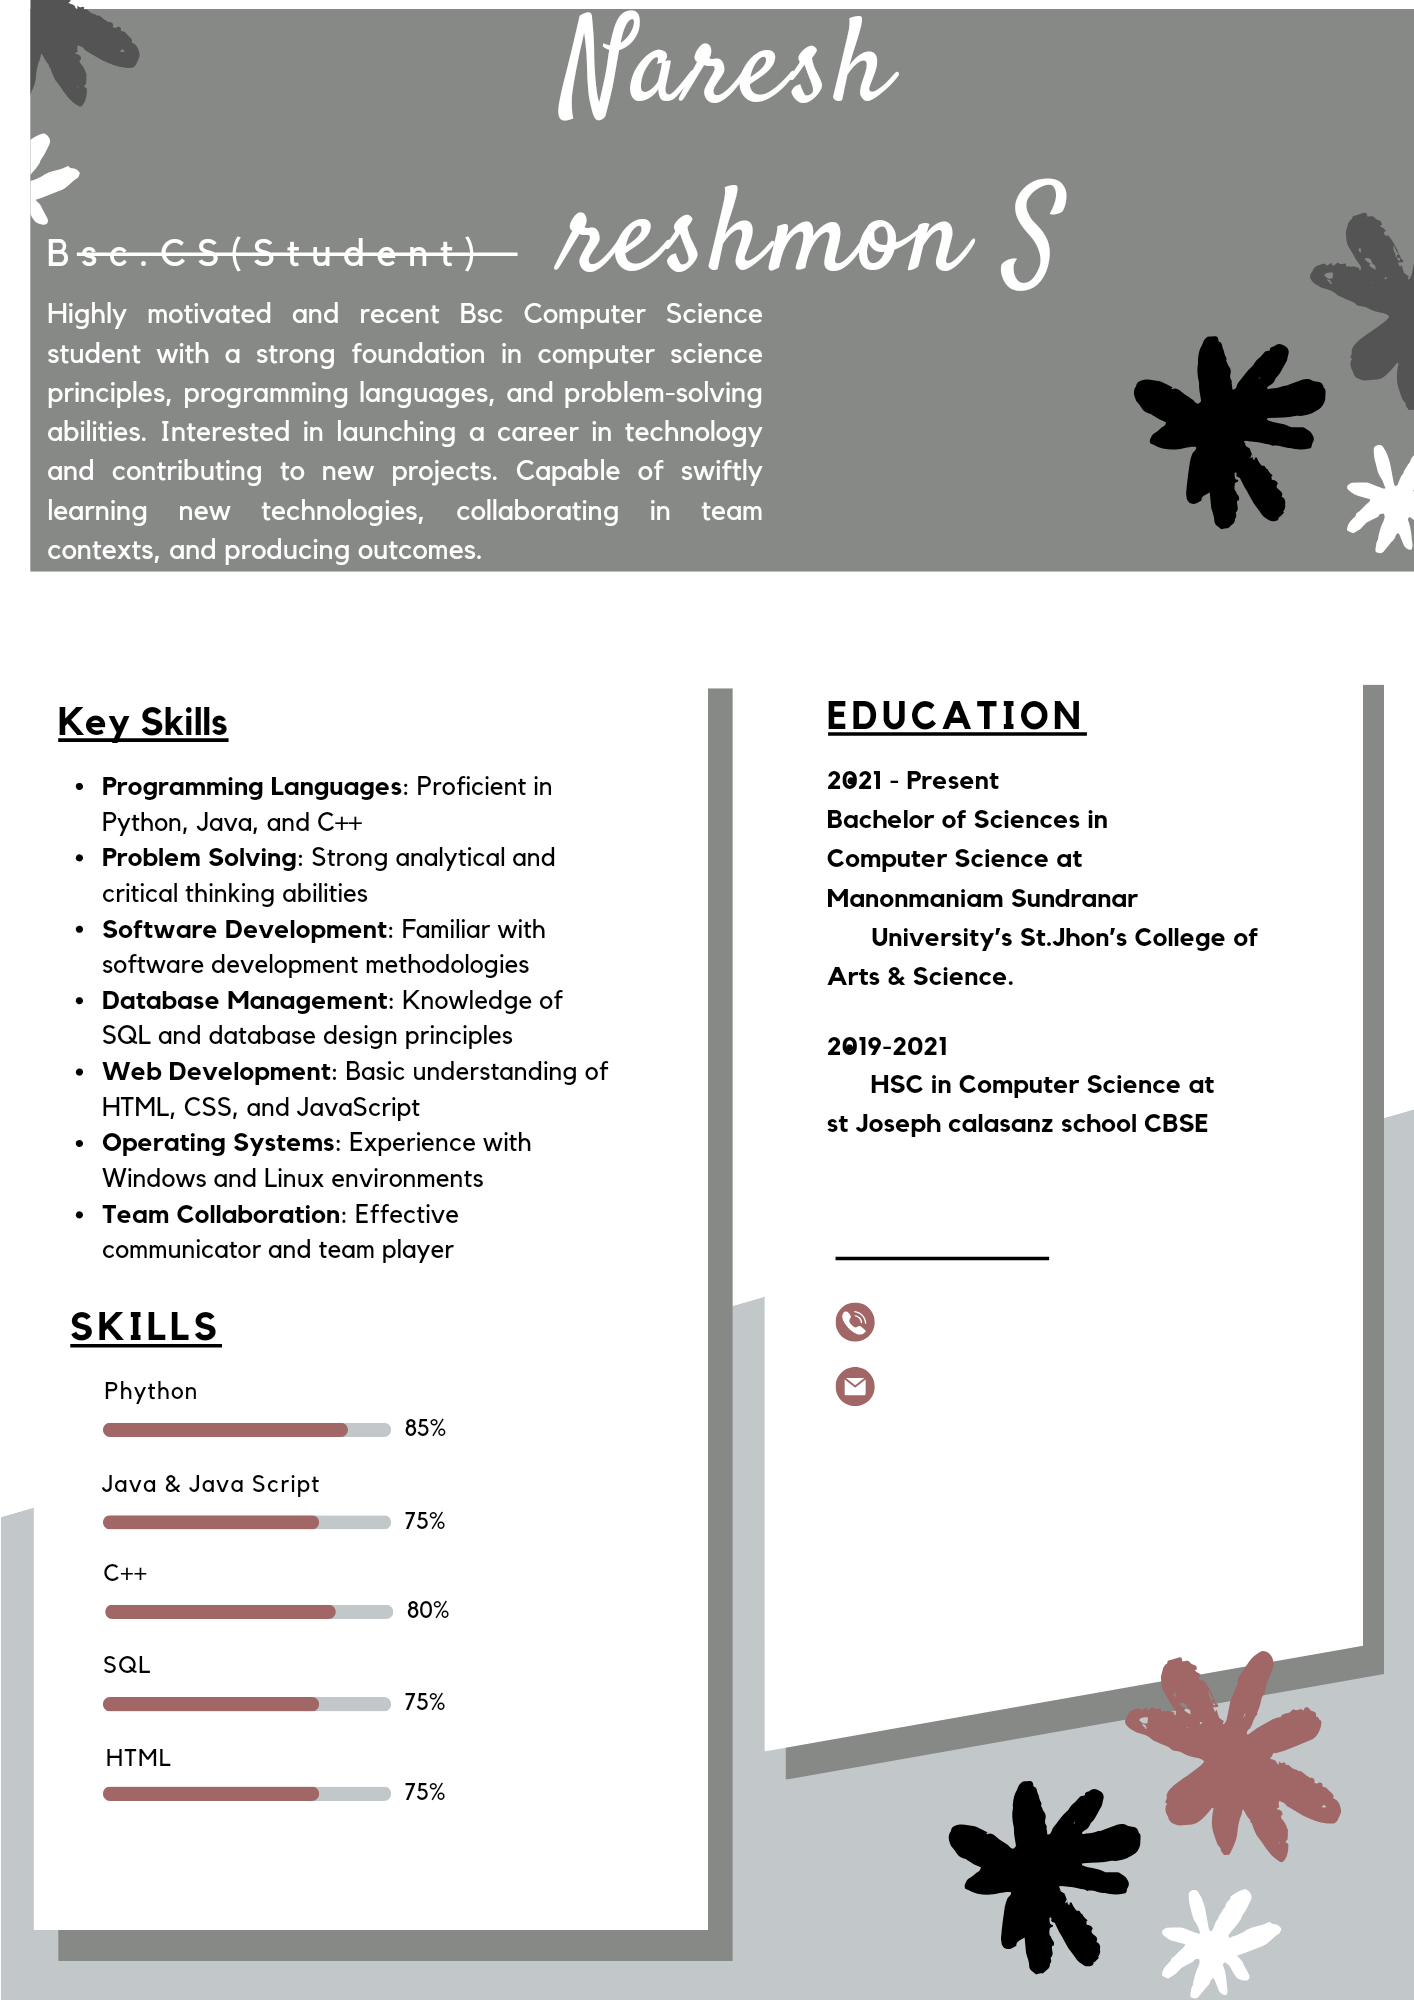 Naresh
reshmon S
Bsc.CS(Student)
Highly motivated and recent Bsc Computer Science
student with a strong foundation in computer science
principles, programming languages, and problem-solving
abilities. Interested in launching a career in technology
and contributing to new projects. Capable of swiftly
learning new technologies, collaborating in team
contexts, and producing outcomes.
Key Skills
• Programming Languages: Proficient in
Python, Java, and C++
• Problem Solving: Strong analytical and
critical thinking abilities
• Software Development: Familiar with
software development methodologies
• Database Management: Knowledge of
SQL and database design principles
• Web Development: Basic understanding of
HTML, CSS, and JavaScript
• Operating Systems: Experience with
Windows and Linux environments
• Team Collaboration: Effective
communicator and team player
SKILLS
Phython
85%
Java & Java Script
75%
C++
80%
SQL
75%
HTML
75%
EDUCATION
2021 - Present
Bachelor of Sciences in
Computer Science at
Manonmaniam Sundranar
University's St.Jhon's College of
Arts & Science.
2019-2021
HSC in Computer Science at
st Joseph calasanz school CBSE